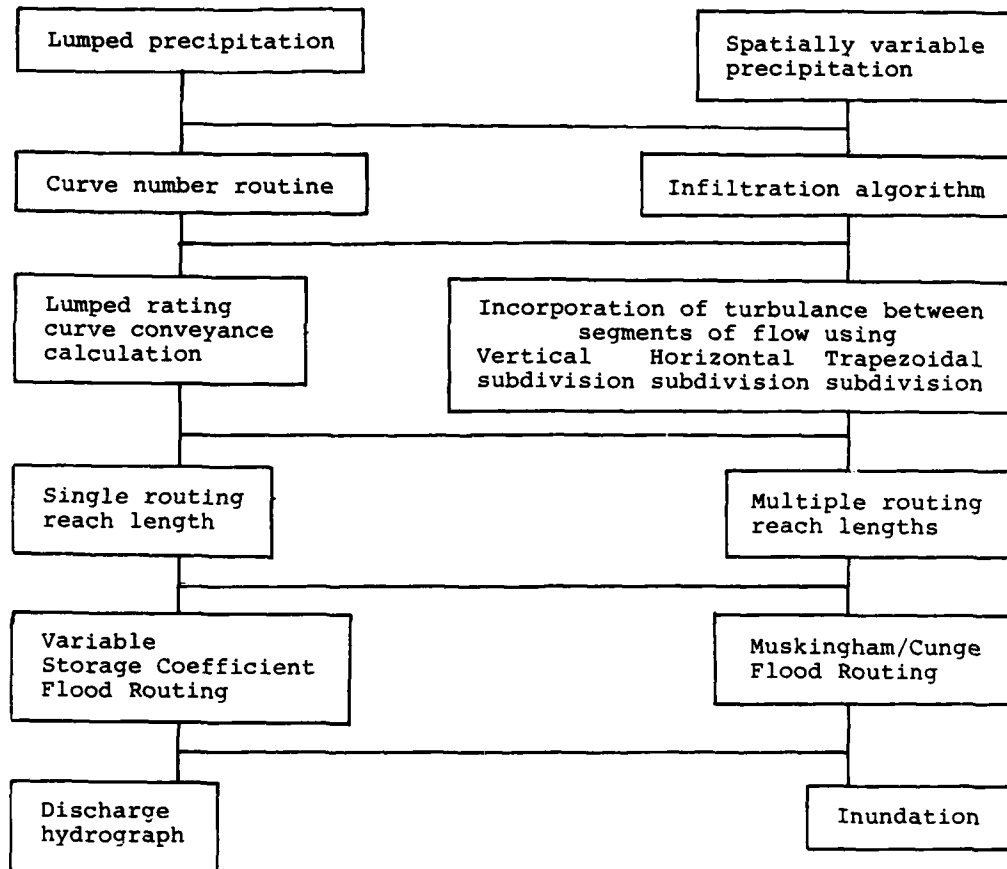 Lumped precipitation
Spatially variable
precipitation
Curve number routine
Infiltration algorithm
Lumped rating
curve conveyance
calculation
Incorporation of turbulance between
segments of flow using
Vertical Horizontal Trapezoidal
subdivision subdivision subdivision
Single routing
reach length
Multiple routing
reach lengths
Variable
Storage Coefficient
Flood Routing
Muskingham/Cunge
Flood Routing
Discharge
hydrograph
Inundation